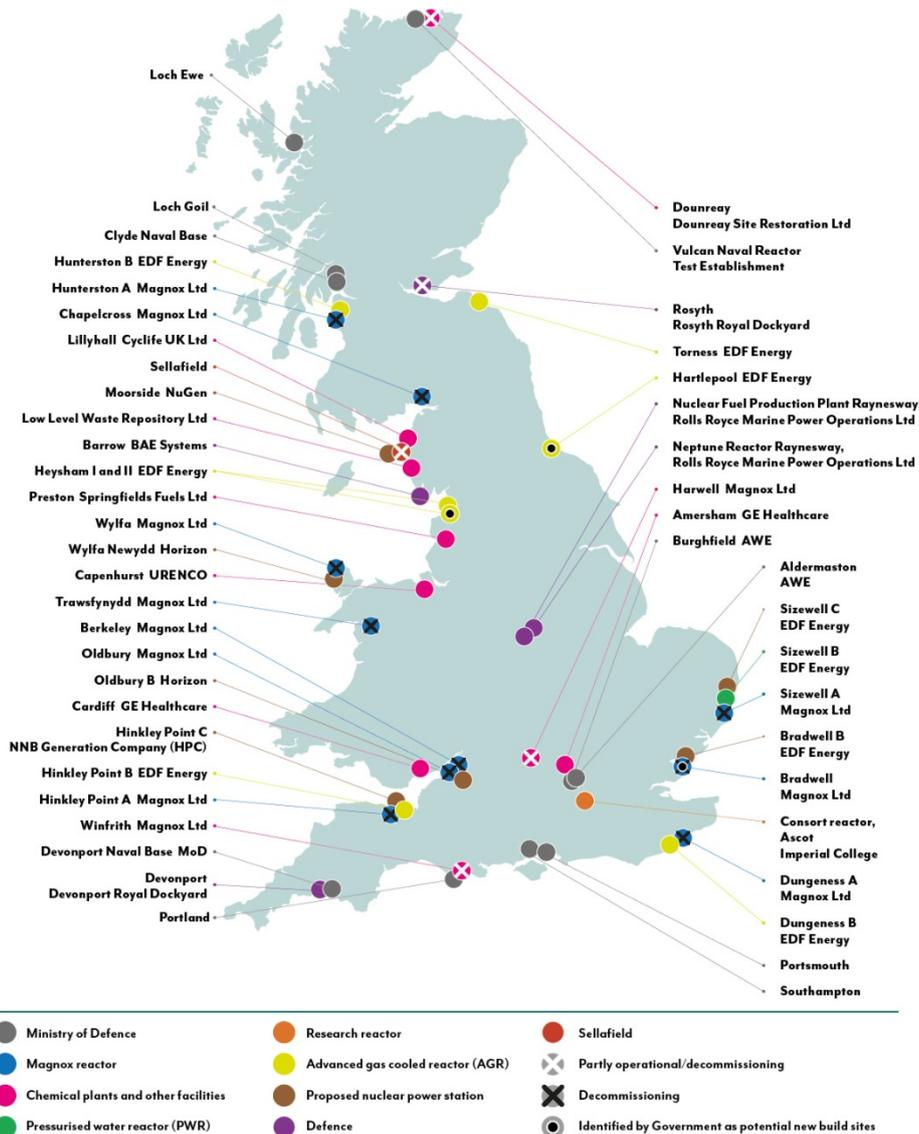 Loch Ewe
Loch Goil
Clyde Naval Base
Hunterston B EDF Energy
Hunterston A Magnox Ltd
Chapelcross Magnox Ltd
Lillyhall Cyclife UK Ltd
Sellafield
Moorside NuGen
Low Level Waste Repository Ltd
Barrow BAE Systems
Heysham I and II EDF Energy
Preston Springfields Fuels Ltd
Wylfa Magnox Ltd
Wylfa Newydd Horizon
Capenhurst URENCO
Trawsfynydd Magnox Ltd
Berkeley Magnox Ltd
Oldbury Magnox Ltd
Oldbury B Horizon
Cardiff GE Healthcare
Hinkley Point C
NNB Generation Company (HPC)
Hinkley Point B EDF Energy
Hinkley Point A Magnox Ltd
Winfrith Magnox Ltd
Devonport Naval Base MoD
Devonport
Devonport Royal Dockyard
Portland
Dounreay
Dounreay Site Restoration Ltd
Vulcan Naval Reactor
Test Establishment
Rosyth
Rosyth Royal Dockyard
Torness EDF Energy
Hartlepool EDF Energy
Nuclear Fuel Production Plant Raynesway
Rolls Royce Marine Power Operations Ltd
Neptune Reactor Raynesway,
Rolls Royce Marine Power Operations Ltd
Harwell Magnox Ltd
Amersham GE Healthcare
Burghfield AWE
Aldermaston
AWE
Sizewell C
EDF Energy
Sizewell B
EDF Energy
Sizewell A
Magnox Ltd
Bradwell B
EDF Energy
Bradwell
Magnox Ltd
Consort reactor,
Ascot
Imperial College
Dungeness A
Magnox Ltd
Dungeness B
EDF Energy
Portsmouth
Southampton
Ministry of Defence
Magnox reactor
Chemical plants and other facilities
Pressurised water reactor (PWR)
Research reactor
Advanced gas cooled reactor (AGR)
Proposed nuclear power station
Defence
Sellafield
Partly operational/decommissioning
Decommissioning
Identified by Government as potential new build sites